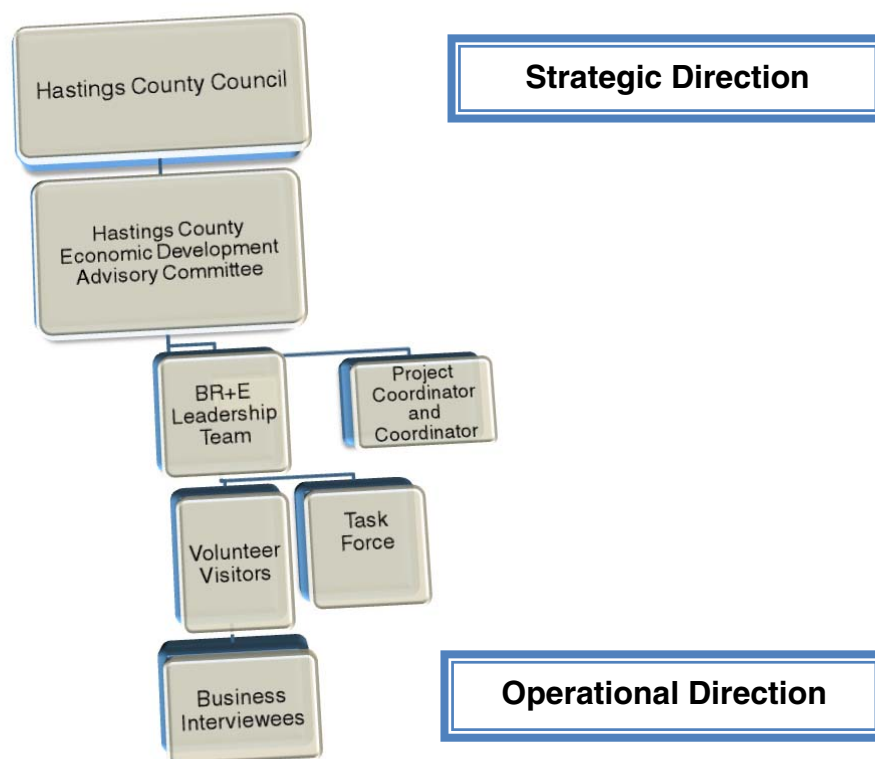 Hastings County Council
Strategic Direction
Hastings County
Economic Development
Advisory Committee
BR+E
Leadership
Team
Project
Coordinator
and
Coordinator
Volunteer
Visitors
Task
Force
Business
Interviewees
Operational Direction